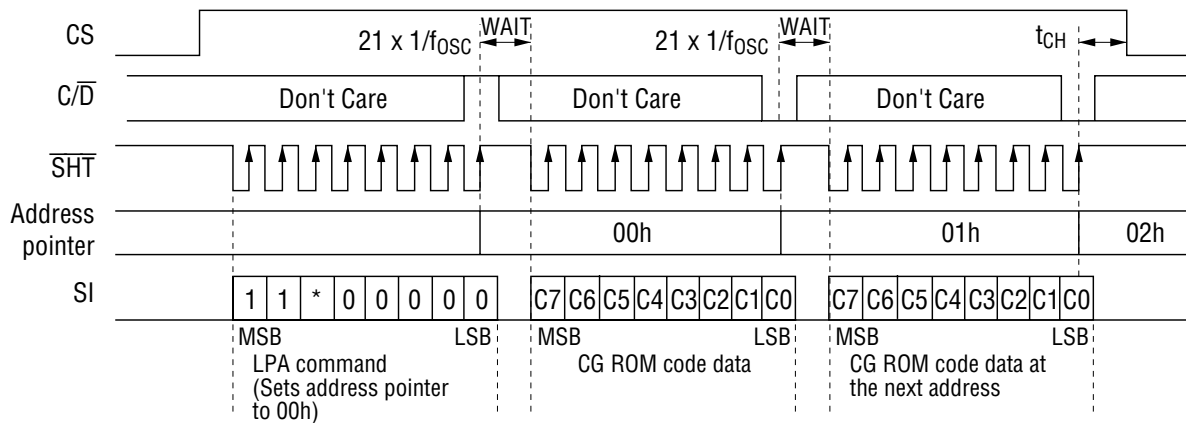 CS
21 x 1/fOSC WAIT 21 x 1/fOSC WAIT tCH
C/D̅ Don't Care Don't Care Don't Care
S̅H̅T̅
Address
pointer
00h 01h 02h
SI 1 1 * 0 0 0 0 0 C7 C6 C5 C4 C3 C2 C1 C0 C7 C6 C5 C4 C3 C2 C1 C0
MSB LSB MSB LSB MSB LSB
LPA command
(Sets address pointer
to 00h)
CG ROM code data
CG ROM code data at
the next address